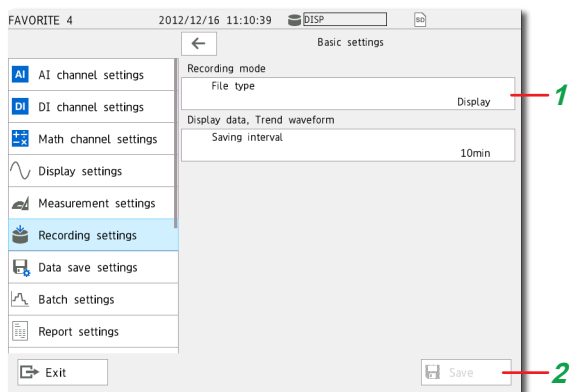 FAVORITE 4 2012/12/16 11:10:39 DISP SD
← Basic settings
Recording mode
File type
Display
Display data, Trend waveform
Saving interval
10min
AI AI channel settings
DI DI channel settings
Math channel settings
Display settings
Measurement settings
Recording settings
Data save settings
Batch settings
Report settings
Exit
Save
1
2